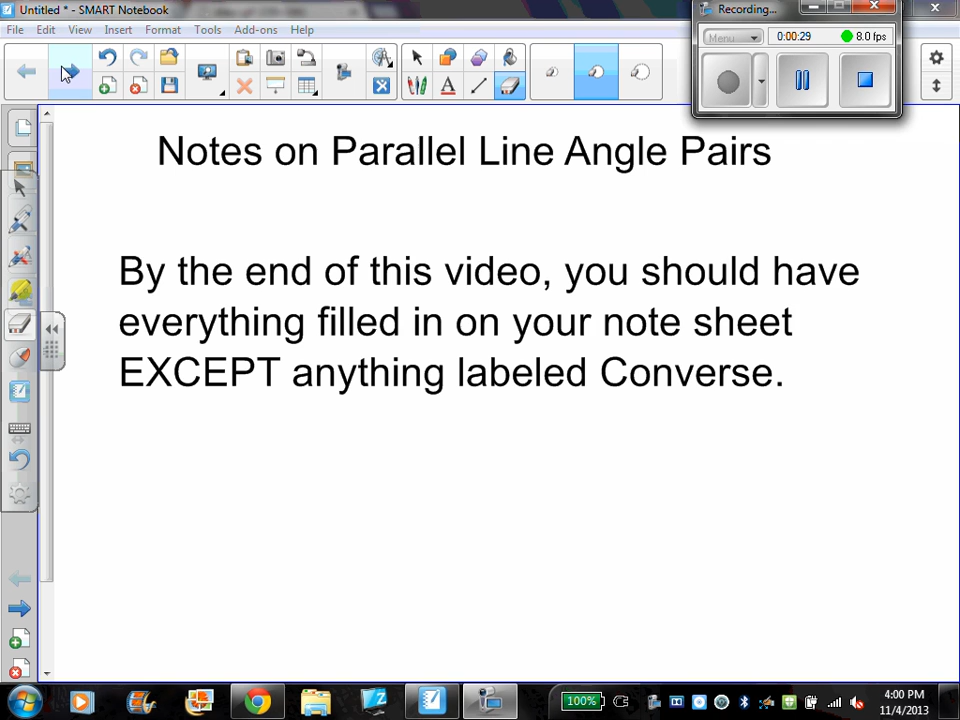 Untitled * - SMART Notebook
Recording...
File Edit View Insert Format Tools Add-ons Help
Menu 0:00:29 8.0 fps
Notes on Parallel Line Angle Pairs
By the end of this video, you should have
everything filled in on your note sheet
EXCEPT anything labeled Converse.
100%
4:00 PM
11/4/2013